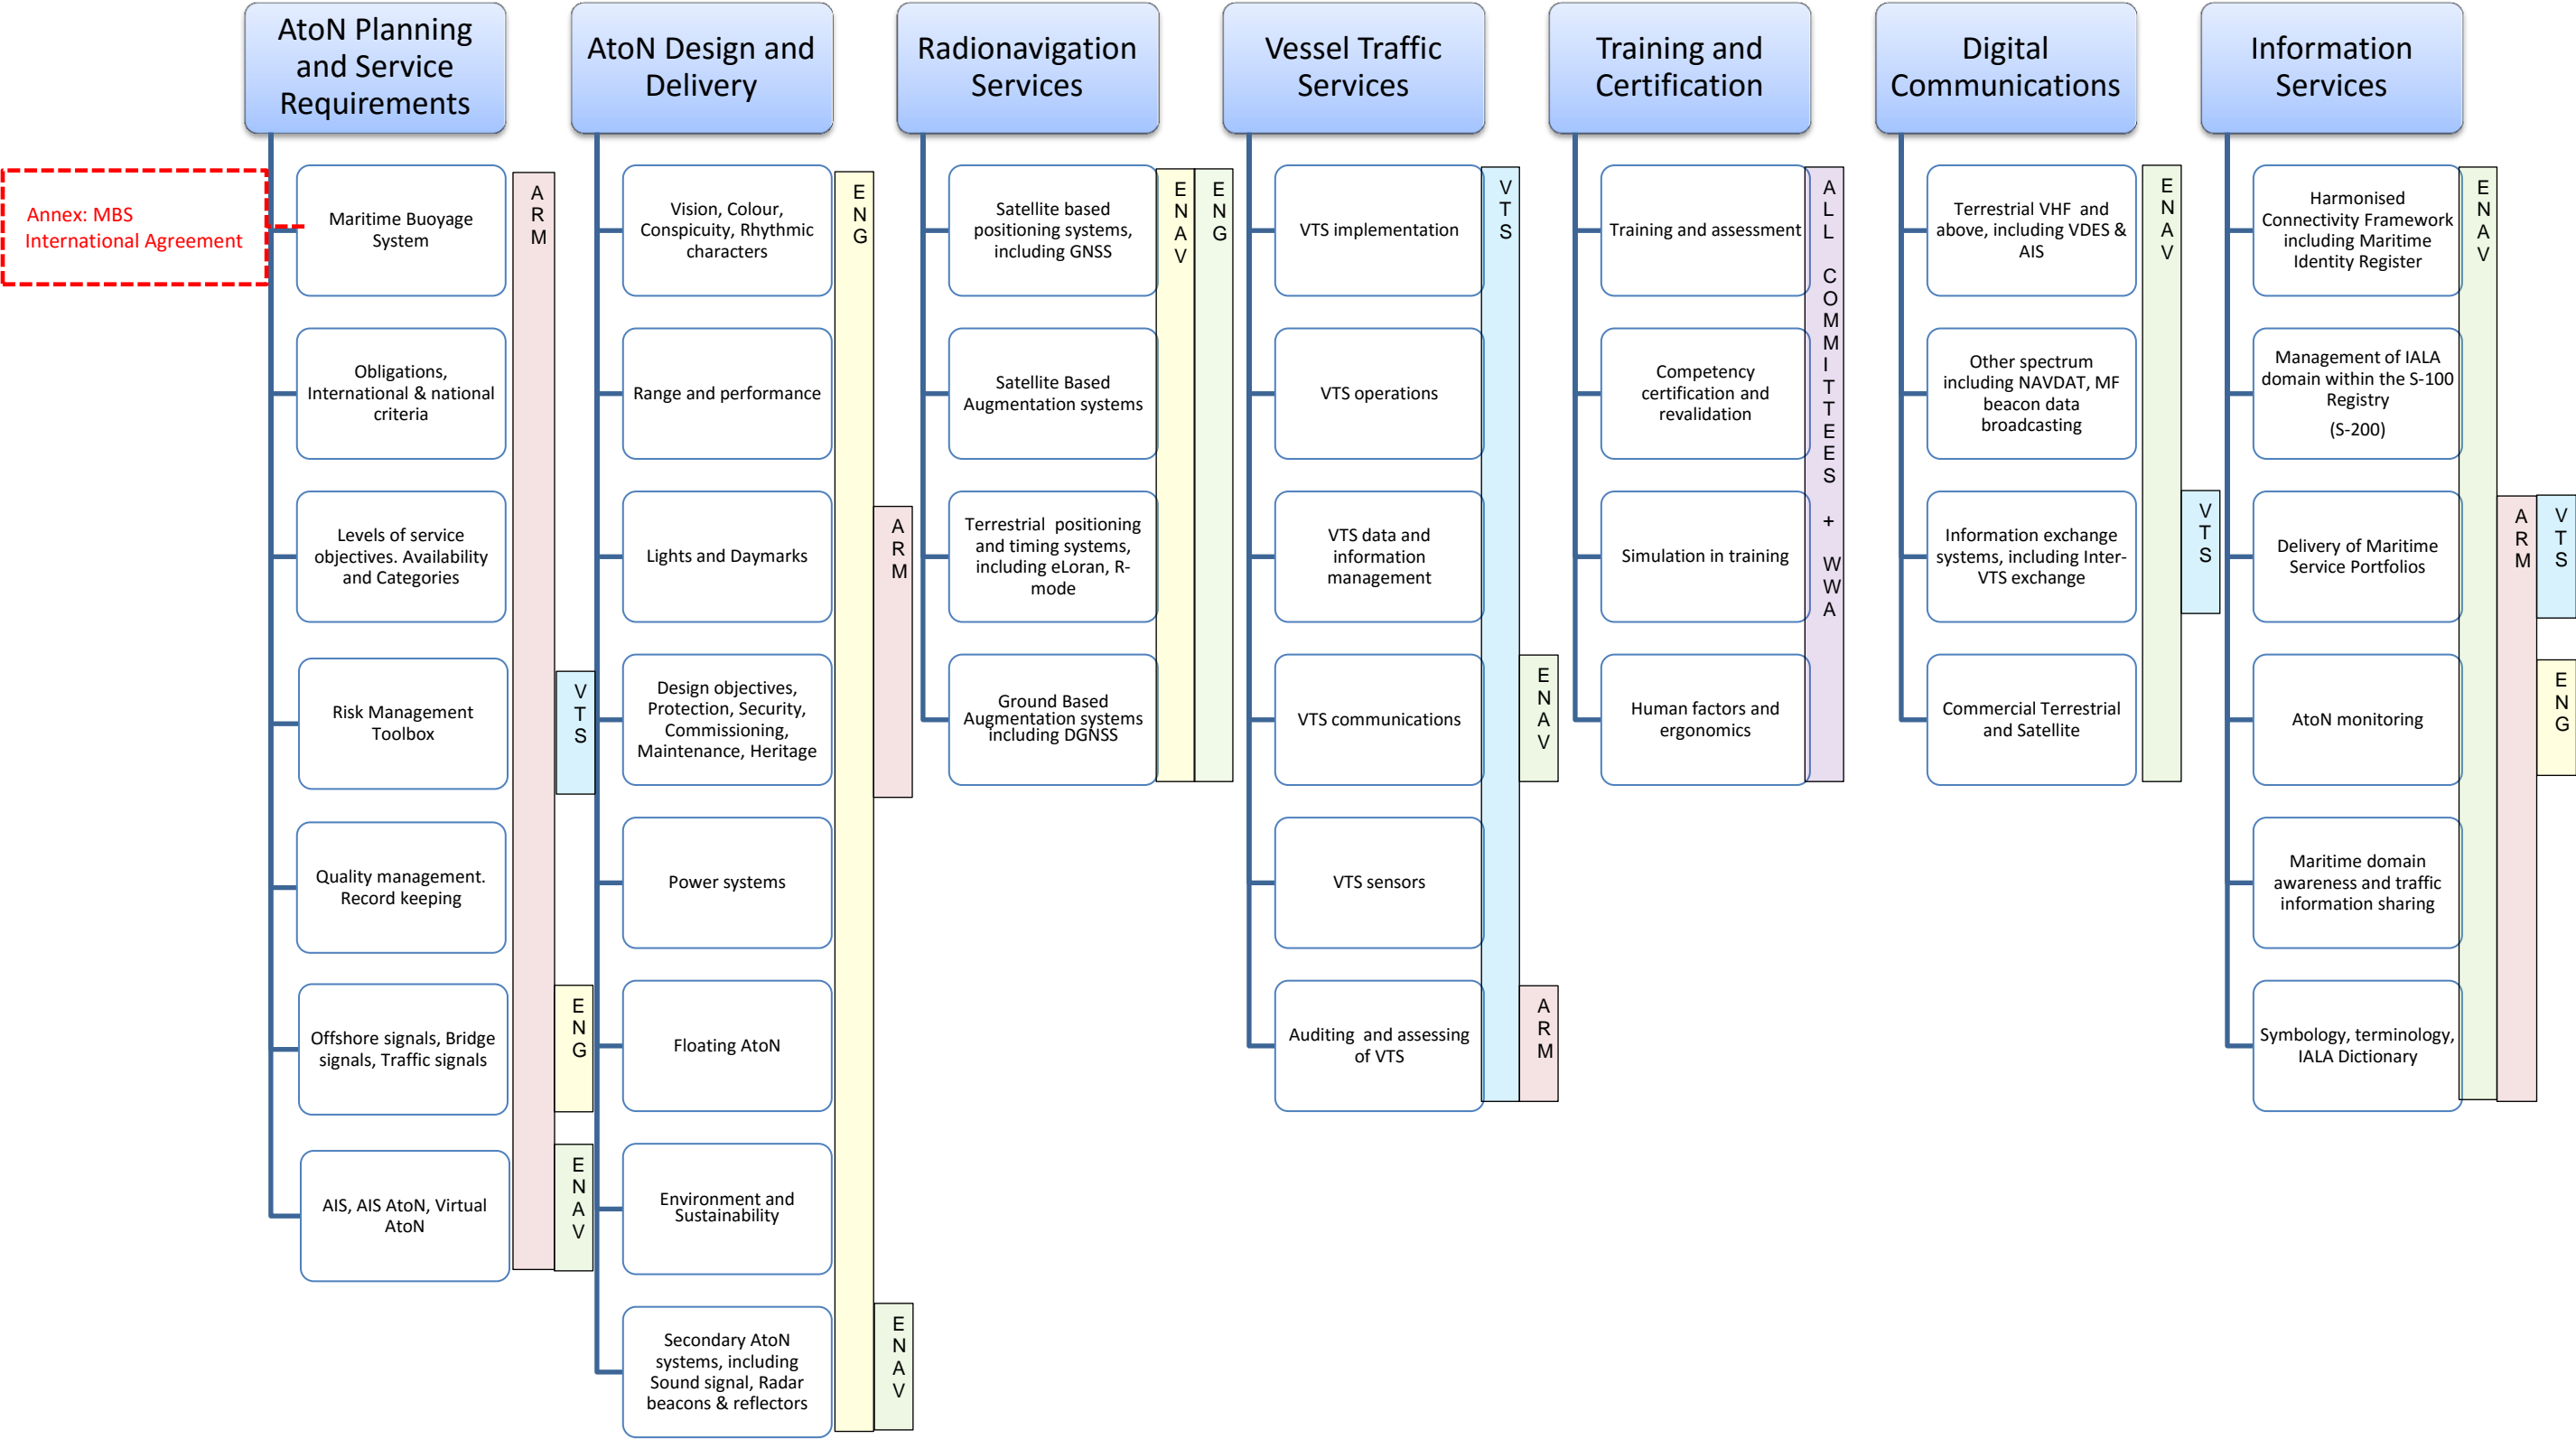 AtoN Planning
and Service
Requirements
AtoN Design and
Delivery
Radionavigation
Services
Vessel Traffic
Services
Training and
Certification
Digital
Communications
Information
Services
Annex: MBS
International Agreement
Maritime Buoyage
System
Obligations,
International & national
criteria
Levels of service
objectives. Availability
and Categories
Risk Management
Toolbox
Quality management.
Record keeping
Offshore signals, Bridge
signals, Traffic signals
AIS, AIS AtoN, Virtual
AtoN
ARM
VTS
ENG
ENAV
Vision, Colour,
Conspicuity, Rhythmic
characters
Range and performance
Lights and Daymarks
Design objectives,
Protection, Security,
Commissioning,
Maintenance, Heritage
Power systems
Floating AtoN
Environment and
Sustainability
Secondary AtoN
systems, including
Sound signal, Radar
beacons & reflectors
ENG
ARM
ENAV
Satellite based
positioning systems,
including GNSS
Satellite Based
Augmentation systems
Terrestrial positioning
and timing systems,
including eLoran, R-
mode
Ground Based
Augmentation systems
including DGNSS
ENAV
ENG
VTS implementation
VTS operations
VTS data and
information
management
VTS communications
VTS sensors
Auditing and assessing
of VTS
VTS
ENAV
ARM
Training and assessment
Competency
certification and
revalidation
Simulation in training
Human factors and
ergonomics
ALL COMMITTEES + WWA
Terrestrial VHF and
above, including VDES &
AIS
Other spectrum
including NAVDAT, MF
beacon data
broadcasting
Information exchange
systems, including Inter-
VTS exchange
Commercial Terrestrial
and Satellite
ENAV
VTS
Harmonised
Connectivity Framework
including Maritime
Identity Register
Management of IALA
domain within the S-100
Registry
(S-200)
Delivery of Maritime
Service Portfolios
AtoN monitoring
Maritime domain
awareness and traffic
information sharing
Symbology, terminology,
IALA Dictionary
ENAV
ARM
VTS
ENG